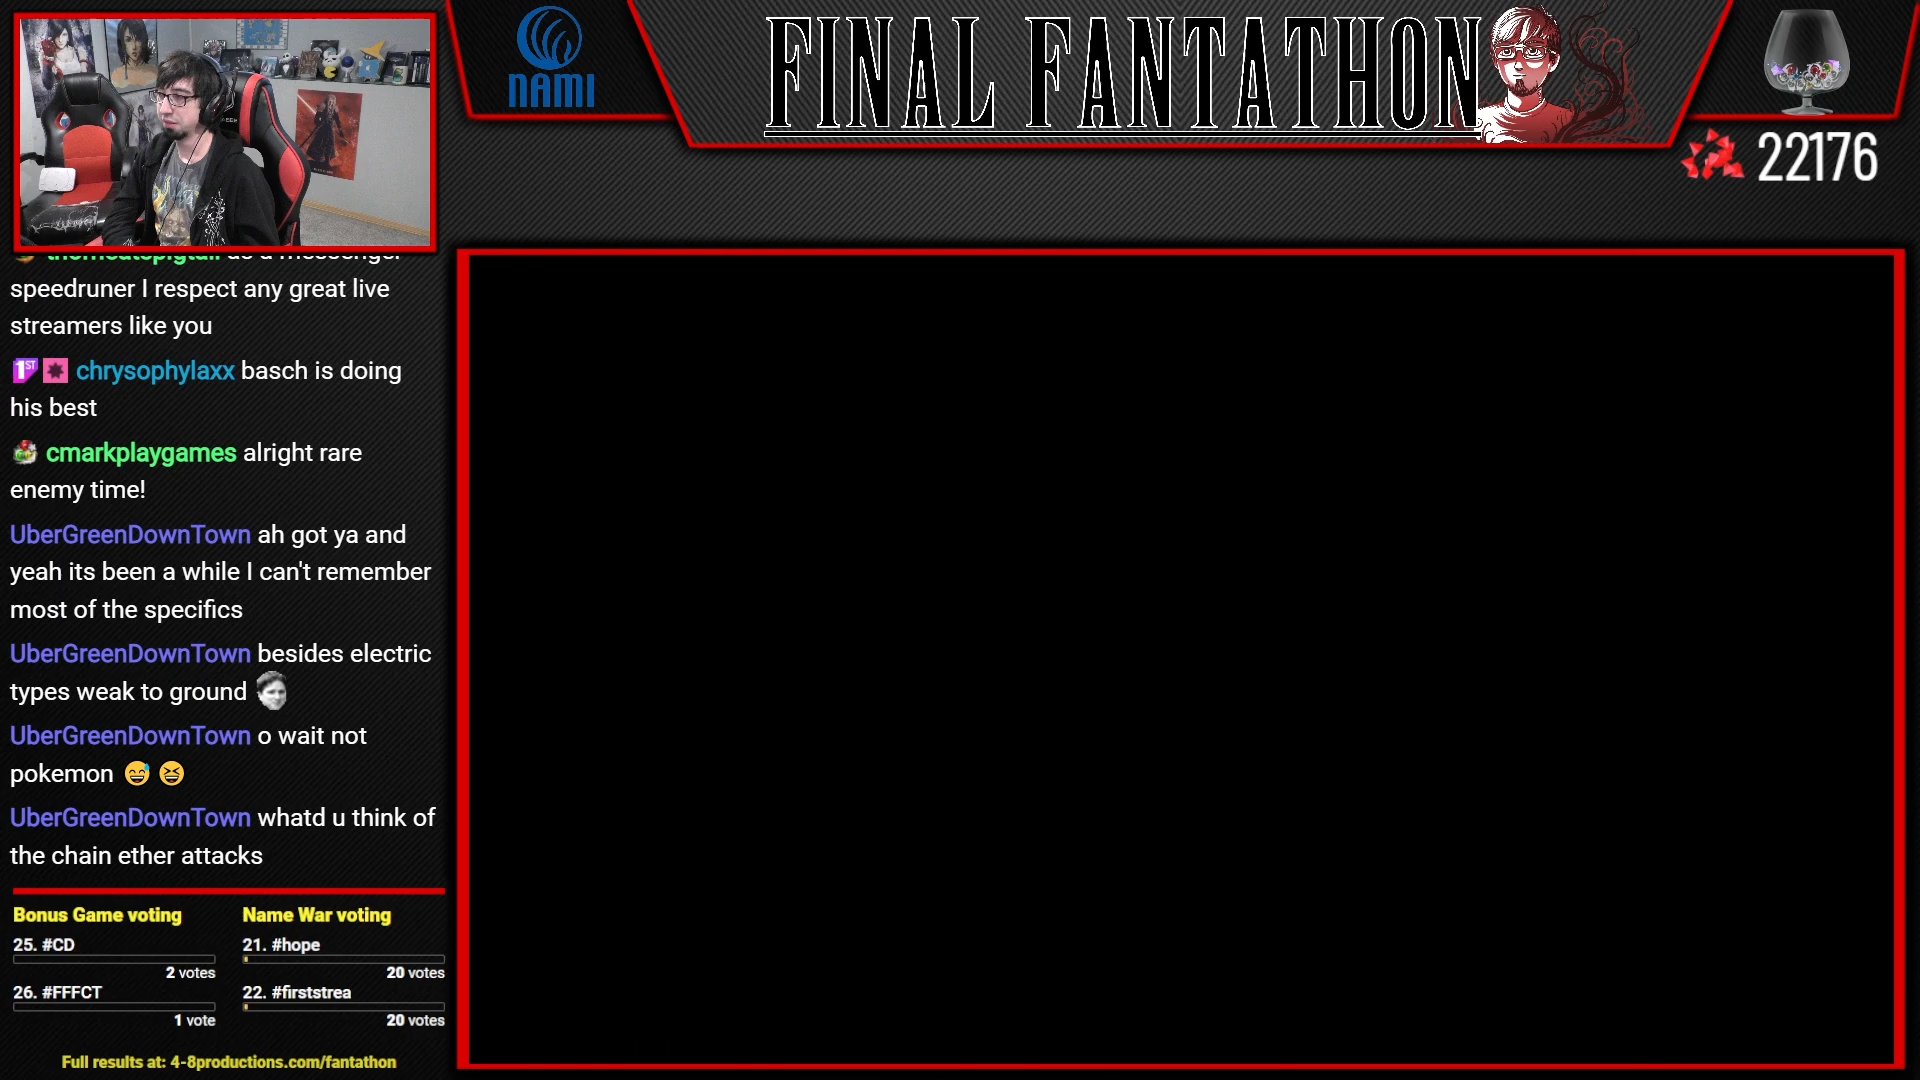 NAMI
FINAL FANTATHON
22176
thorneatspigtail as a messenger
speedruner I respect any great live
streamers like you
1ST chrysophylaxx basch is doing
his best
cmarkplaygames alright rare
enemy time!
UberGreenDownTown ah got ya and
yeah its been a while I can't remember
most of the specifics
UberGreenDownTown besides electric
types weak to ground
UberGreenDownTown o wait not
pokemon 😅 😆
UberGreenDownTown whatd u think of
the chain ether attacks
Bonus Game voting
25. #CD
2 votes
26. #FFFCT
1 vote
Name War voting
21. #hope
20 votes
22. #firststrea
20 votes
Full results at: 4-8productions.com/fantathon